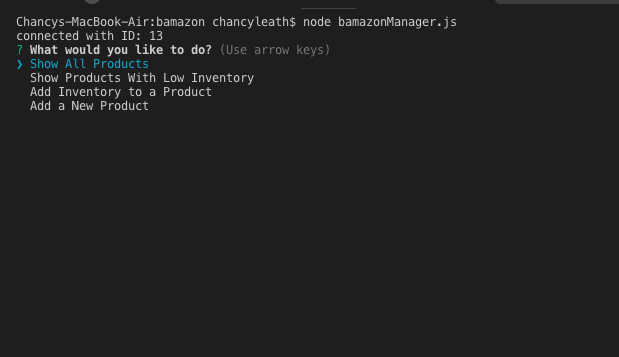 Chancys-MacBook-Air:bamazon chancyleath$ node bamazonManager.js
connected with ID: 13
? What would you like to do? (Use arrow keys)
❯ Show All Products
Show Products With Low Inventory
Add Inventory to a Product
Add a New Product